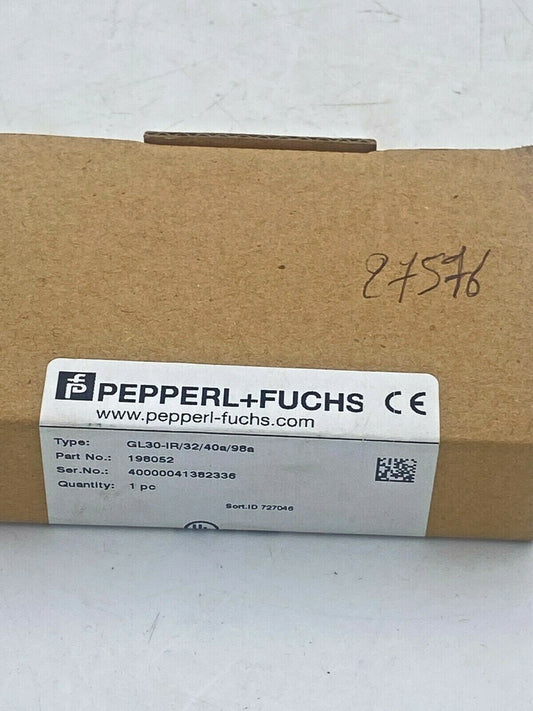 27576
PEPPERL+FUCHS CE
www.pepperl-fuchs.com
Type: GL30-IR/32/40a/98a
Part No.: 198052
Ser.No.: 40000041382336
Quantity: 1 pc
Sort.ID 727046